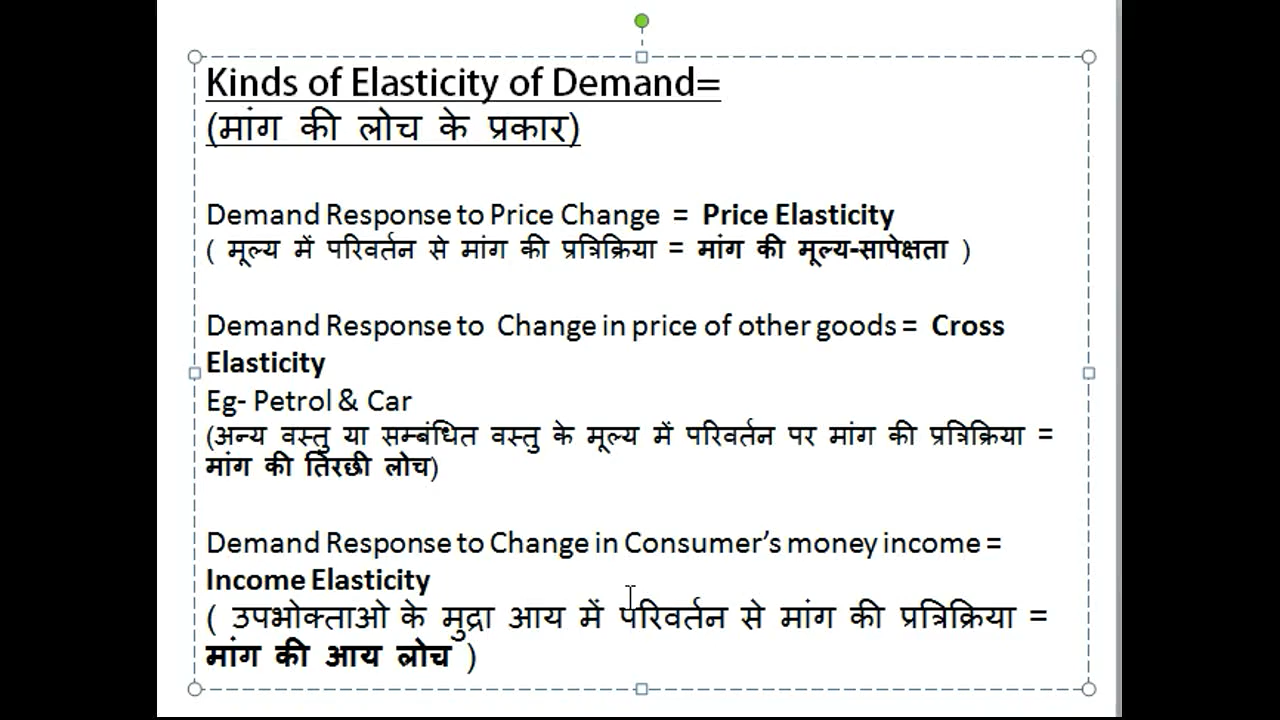 Kinds of Elasticity of Demand=
(मांग की लोच के प्रकार)
Demand Response to Price Change = Price Elasticity
( मूल्य में परिवर्तन से मांग की प्रत्रिक्रिया = मांग की मूल्य-सापेक्षता )
Demand Response to Change in price of other goods = Cross
Elasticity
Eg- Petrol & Car
(अन्य वस्तु या सम्बंधित वस्तु के मूल्य में परिवर्तन पर मांग की प्रत्रिक्रिया =
मांग की तिरछी लोच)
Demand Response to Change in Consumer's money income =
Income Elasticity
( उपभोक्ताओ के मुद्रा आय में परिवर्तन से मांग की प्रत्रिक्रिया =
मांग की आय लोच )